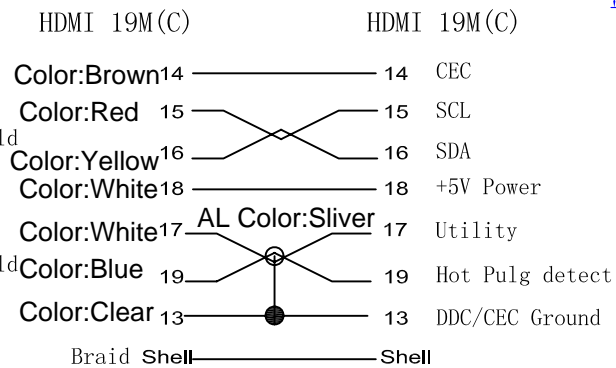 HDMI 19M(C) HDMI 19M(C)
Color:Brown 14 14 CEC
Color:Red 15 15 SCL
ld
Color:Yellow 16 16 SDA
Color:White 18 18 +5V Power
Color:White 17 AL Color:Sliver 17 Utility
ld Color:Blue 19 19 Hot Pulg detect
Color:Clear 13 13 DDC/CEC Ground
Braid Shell Shell